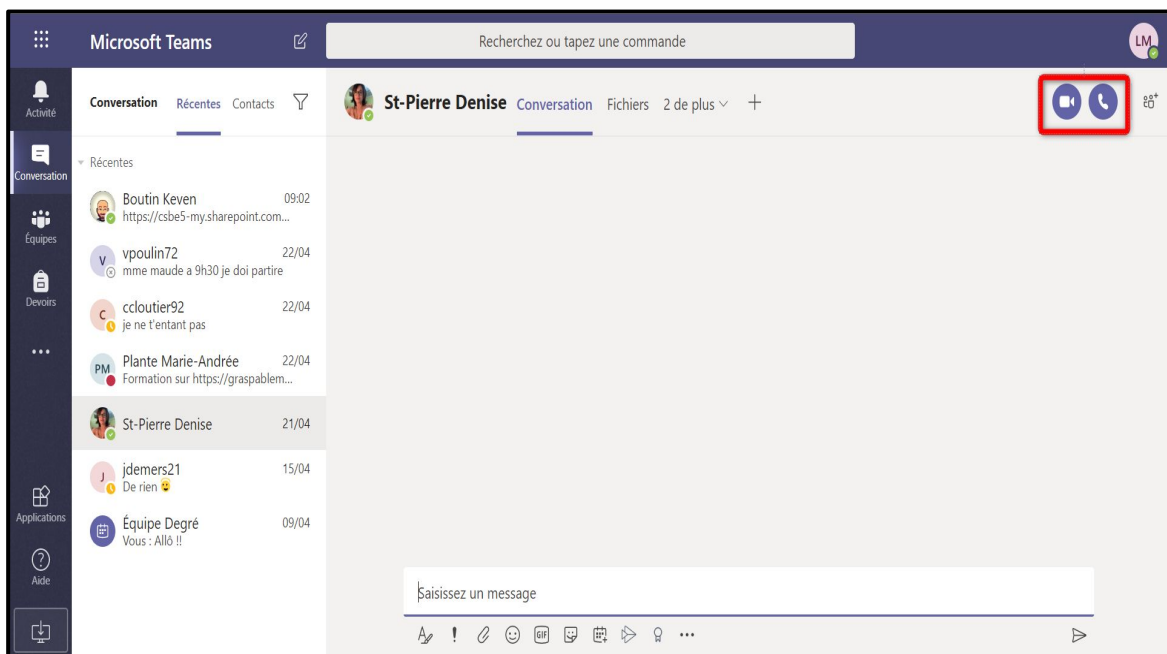 Microsoft Teams
Recherchez ou tapez une commande
LM
Activité
Conversation
Équipes
Devoirs
Applications
Aide
Conversation Récentes Contacts
Récentes
Boutin Keven 09:02
https://csbe5-my.sharepoint.com...
V vpoulin72 22/04
mme maude a 9h30 je doi partire
C ccloutier92 22/04
je ne t'entant pas
PM Plante Marie-Andrée 22/04
Formation sur https://graspablem...
St-Pierre Denise 21/04
J jdemers21 15/04
De rien
Équipe Degré 09/04
Vous : Allô !!
St-Pierre Denise Conversation Fichiers 2 de plus
Saisissez un message
GIF